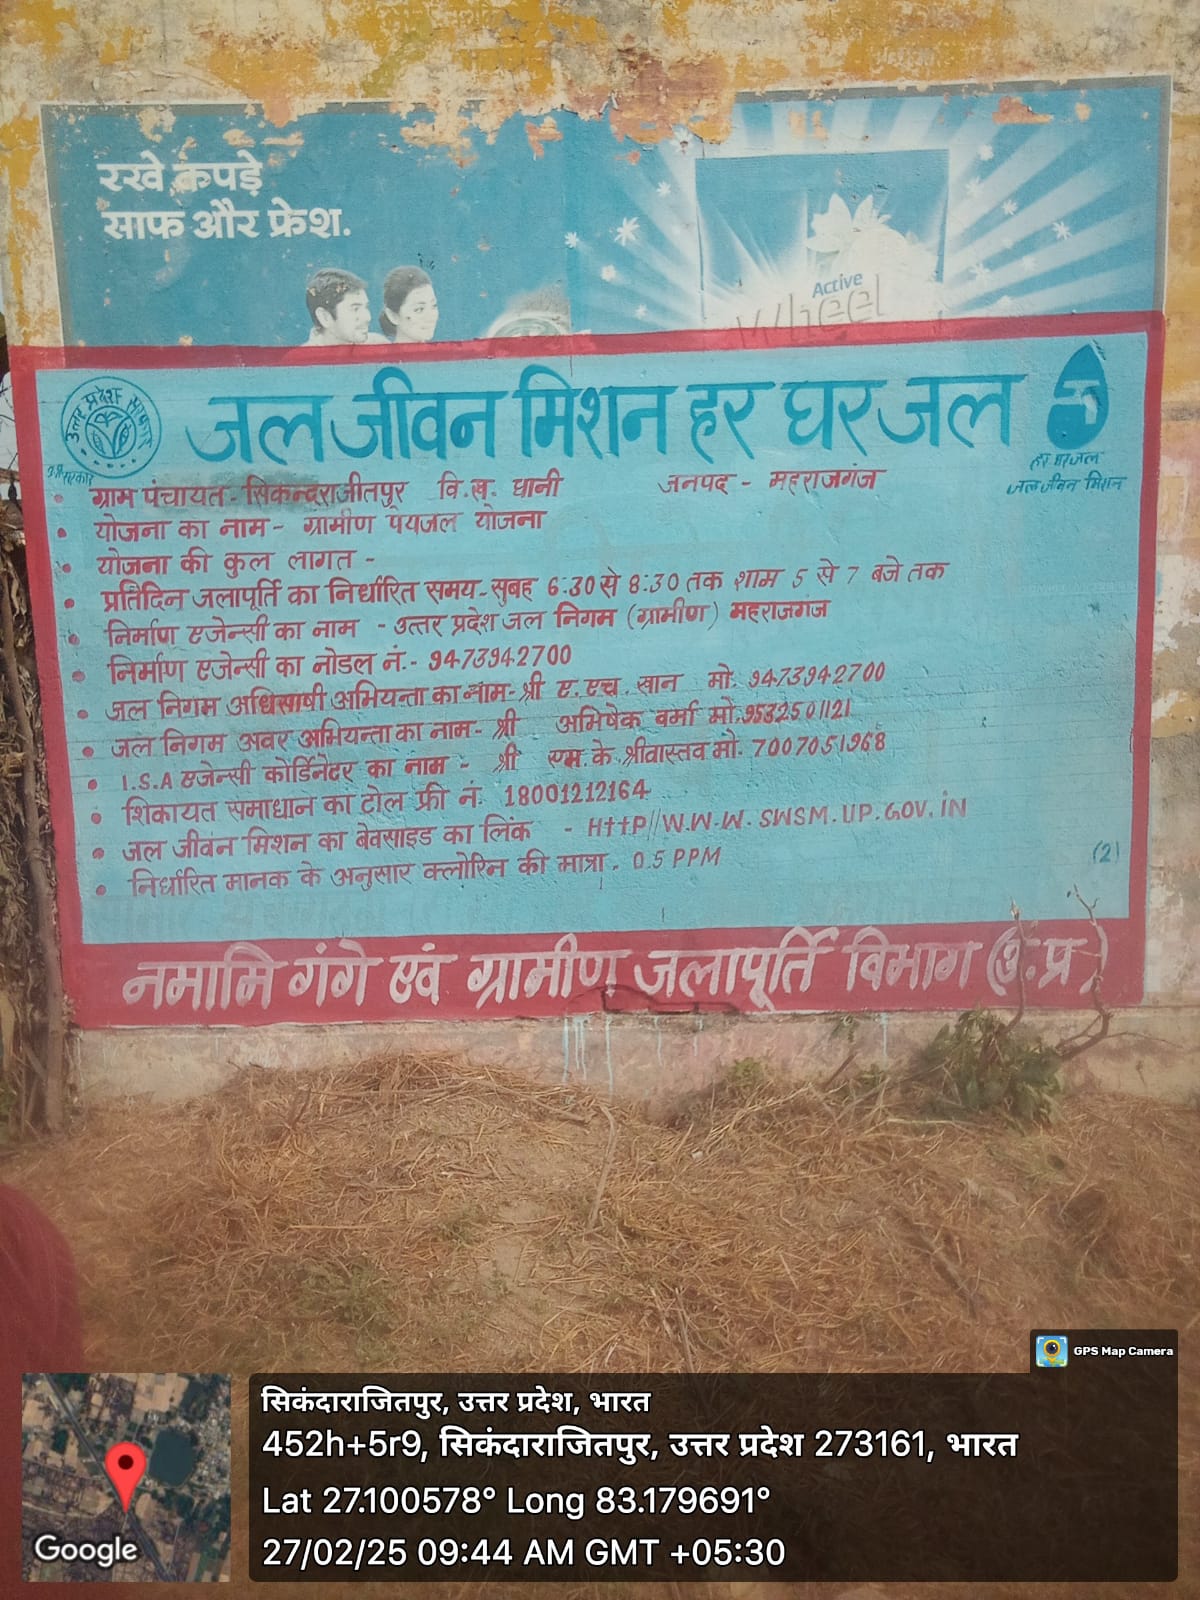 रखे कपड़े
साफ और फ्रेश.
Active
Wheel
उत्तर प्रदेश सरकार
उ.प्र. सरकार
जल जीवन मिशन हर घर जल
हर घर जल
जल जीवन मिशन
• ग्राम पंचायत - सिकन्दराजीतपुर वि.ख. धानी जनपद - महराजगंज
• योजना का नाम - ग्रामीण पेयजल योजना
• योजना की कुल लागत -
• प्रतिदिन जलापूर्ति का निर्धारित समय - सुबह 6:30 से 8:30 तक शाम 5 से 7 बजे तक
• निर्माण एजेन्सी का नाम - उत्तर प्रदेश जल निगम (ग्रामीण) महराजगंज
• निर्माण एजेन्सी का नोडल नं.- 9473942700
• जल निगम अधिसाषी अभियन्ता का नाम- श्री ए. एच. खान मो. 9473942700
• जल निगम अवर अभियन्ता का नाम- श्री अभिषेक वर्मा मो.9532501121
• I.S.A एजेन्सी कोर्डिनेटर का नाम - श्री एम. के. श्रीवास्तव मो. 7007051968
• शिकायत समाधान का टोल फ्री नं. 18001212164
• जल जीवन मिशन का बेवसाइड का लिंक - HttP//W.W.W. SWSM.UP.GOV.iN
• निर्धारित मानक के अनुसार क्लोरिन की मात्रा. 0.5 PPM
(2)
नमामि गंगे एवं ग्रामीण जलापूर्ति विभाग (उ.प्र.)
GPS Map Camera
सिकंदाराजितपुर, उत्तर प्रदेश, भारत
452h+5r9, सिकंदाराजितपुर, उत्तर प्रदेश 273161, भारत
Lat 27.100578° Long 83.179691°
27/02/25 09:44 AM GMT +05:30
Google